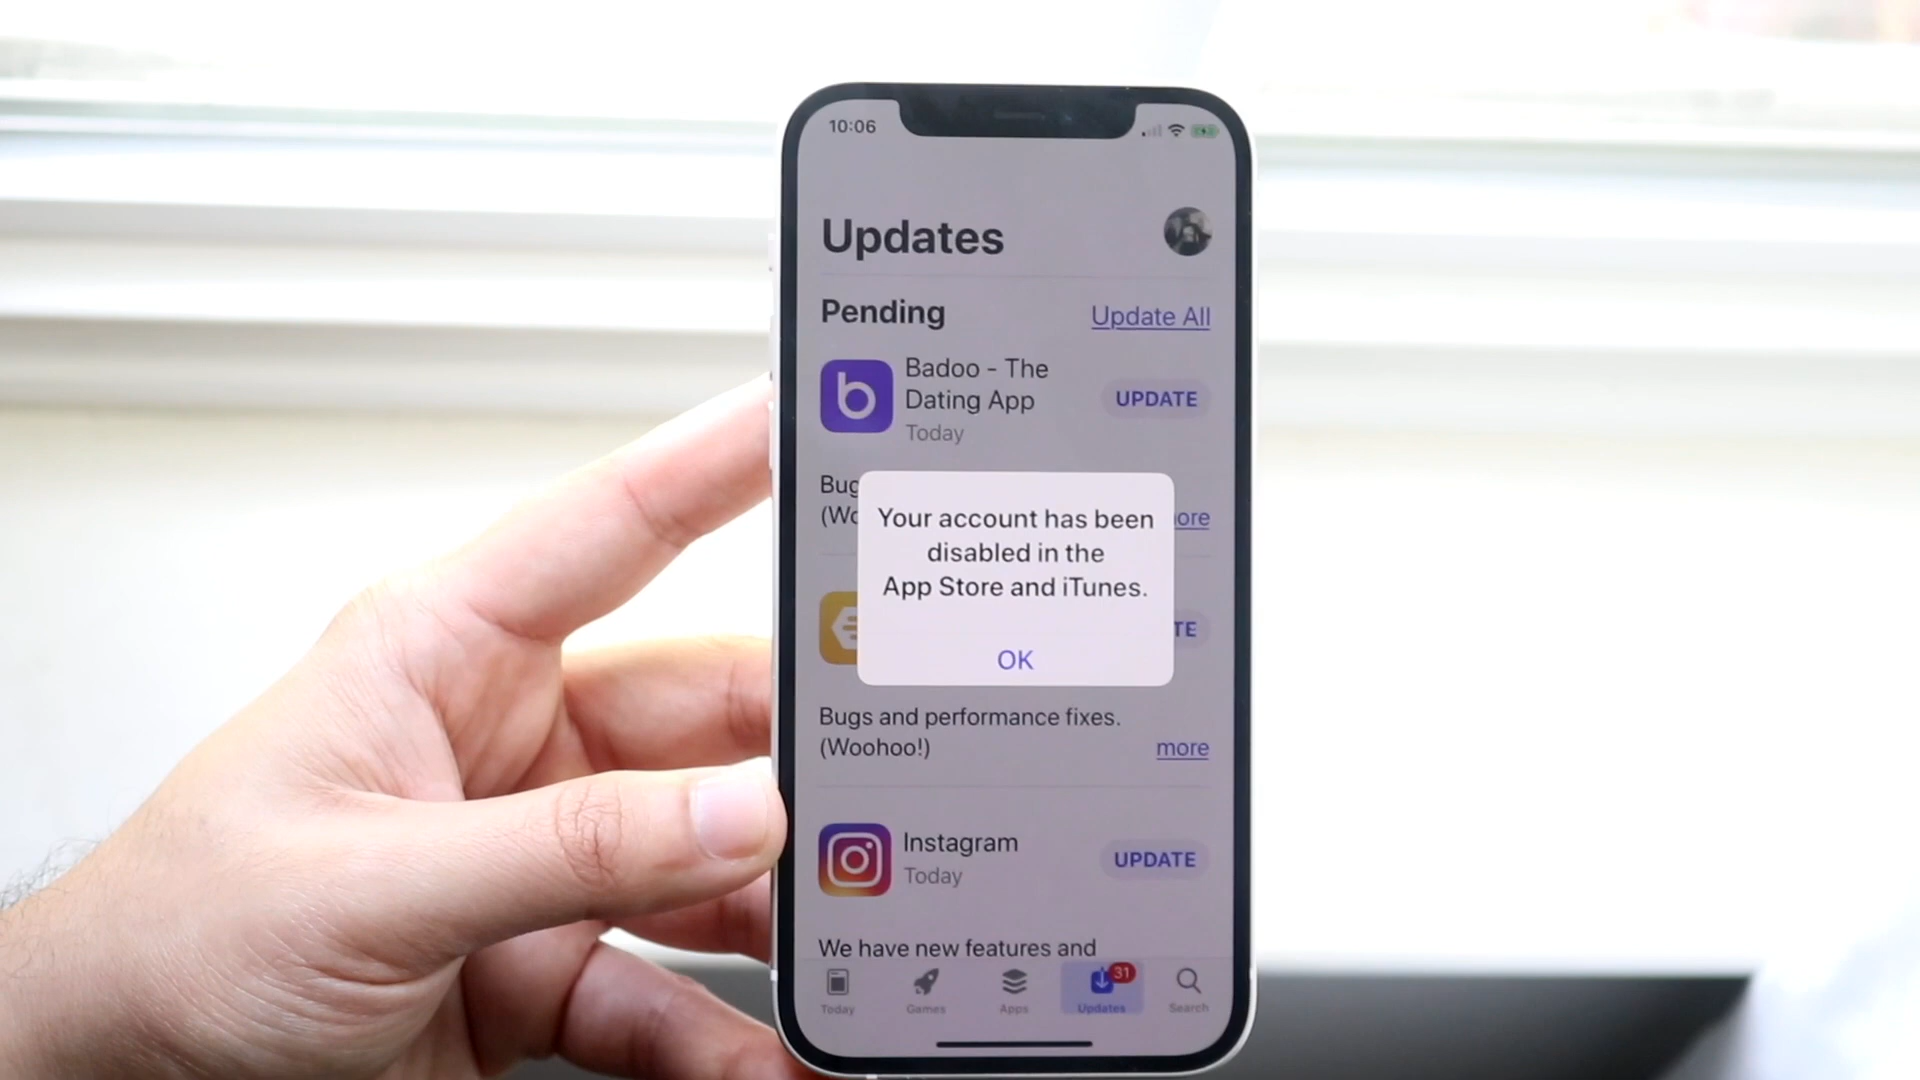 10:06
Updates
Pending
Update All
Badoo - The
Dating App
UPDATE
Today
Your account has been
disabled in the
App Store and iTunes.
OK
Bugs and performance fixes.
(Woohoo!)
more
Instagram
UPDATE
Today
We have new features and
31
Today
Games
Apps
Updates
Search